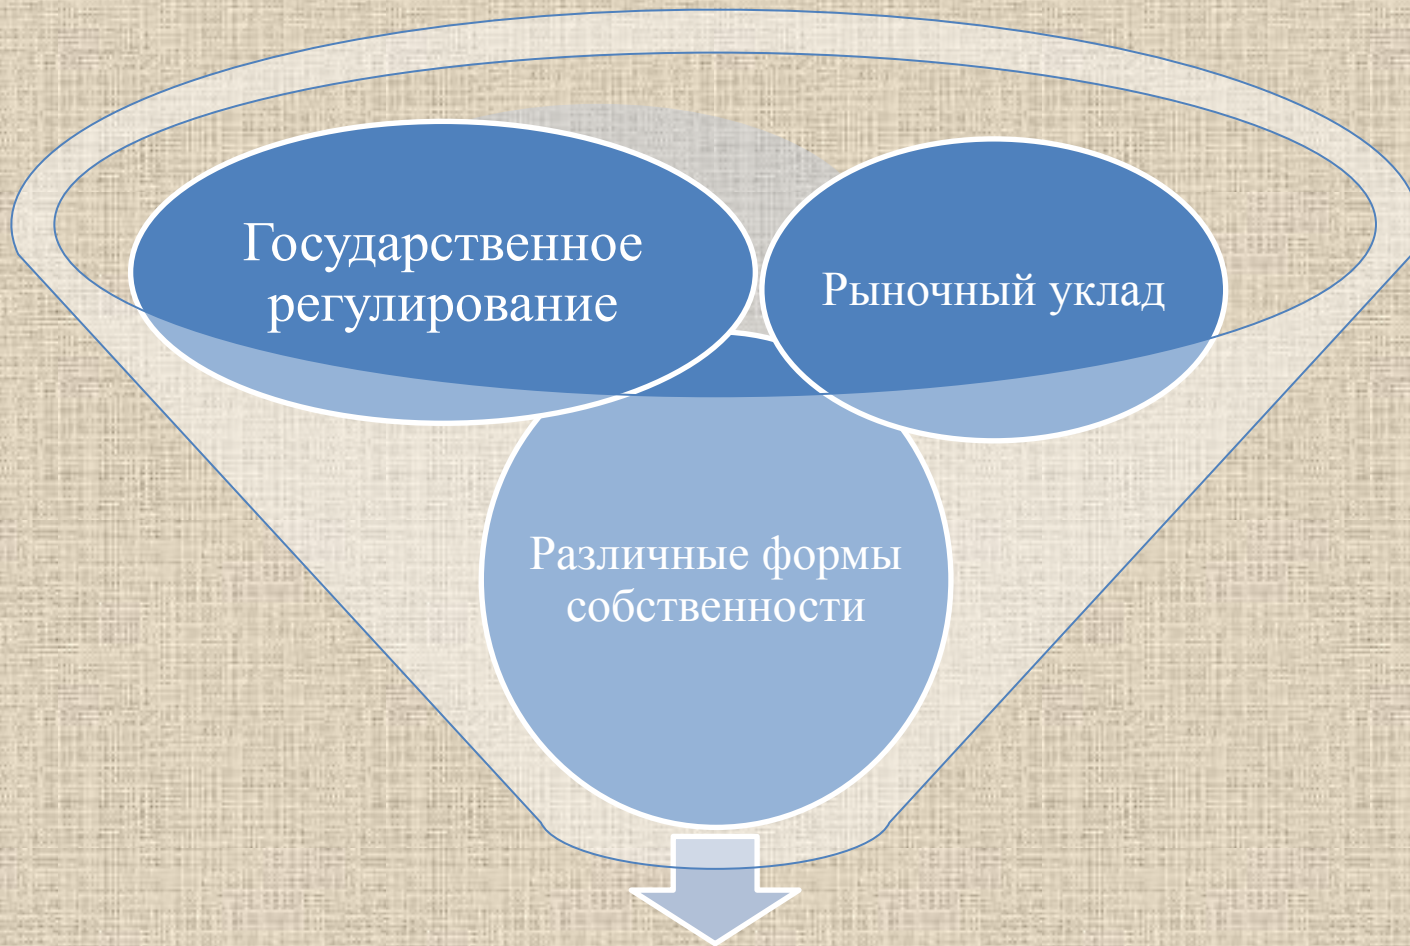 Государственное
регулирование
Рыночный уклад
Различные формы
собственности